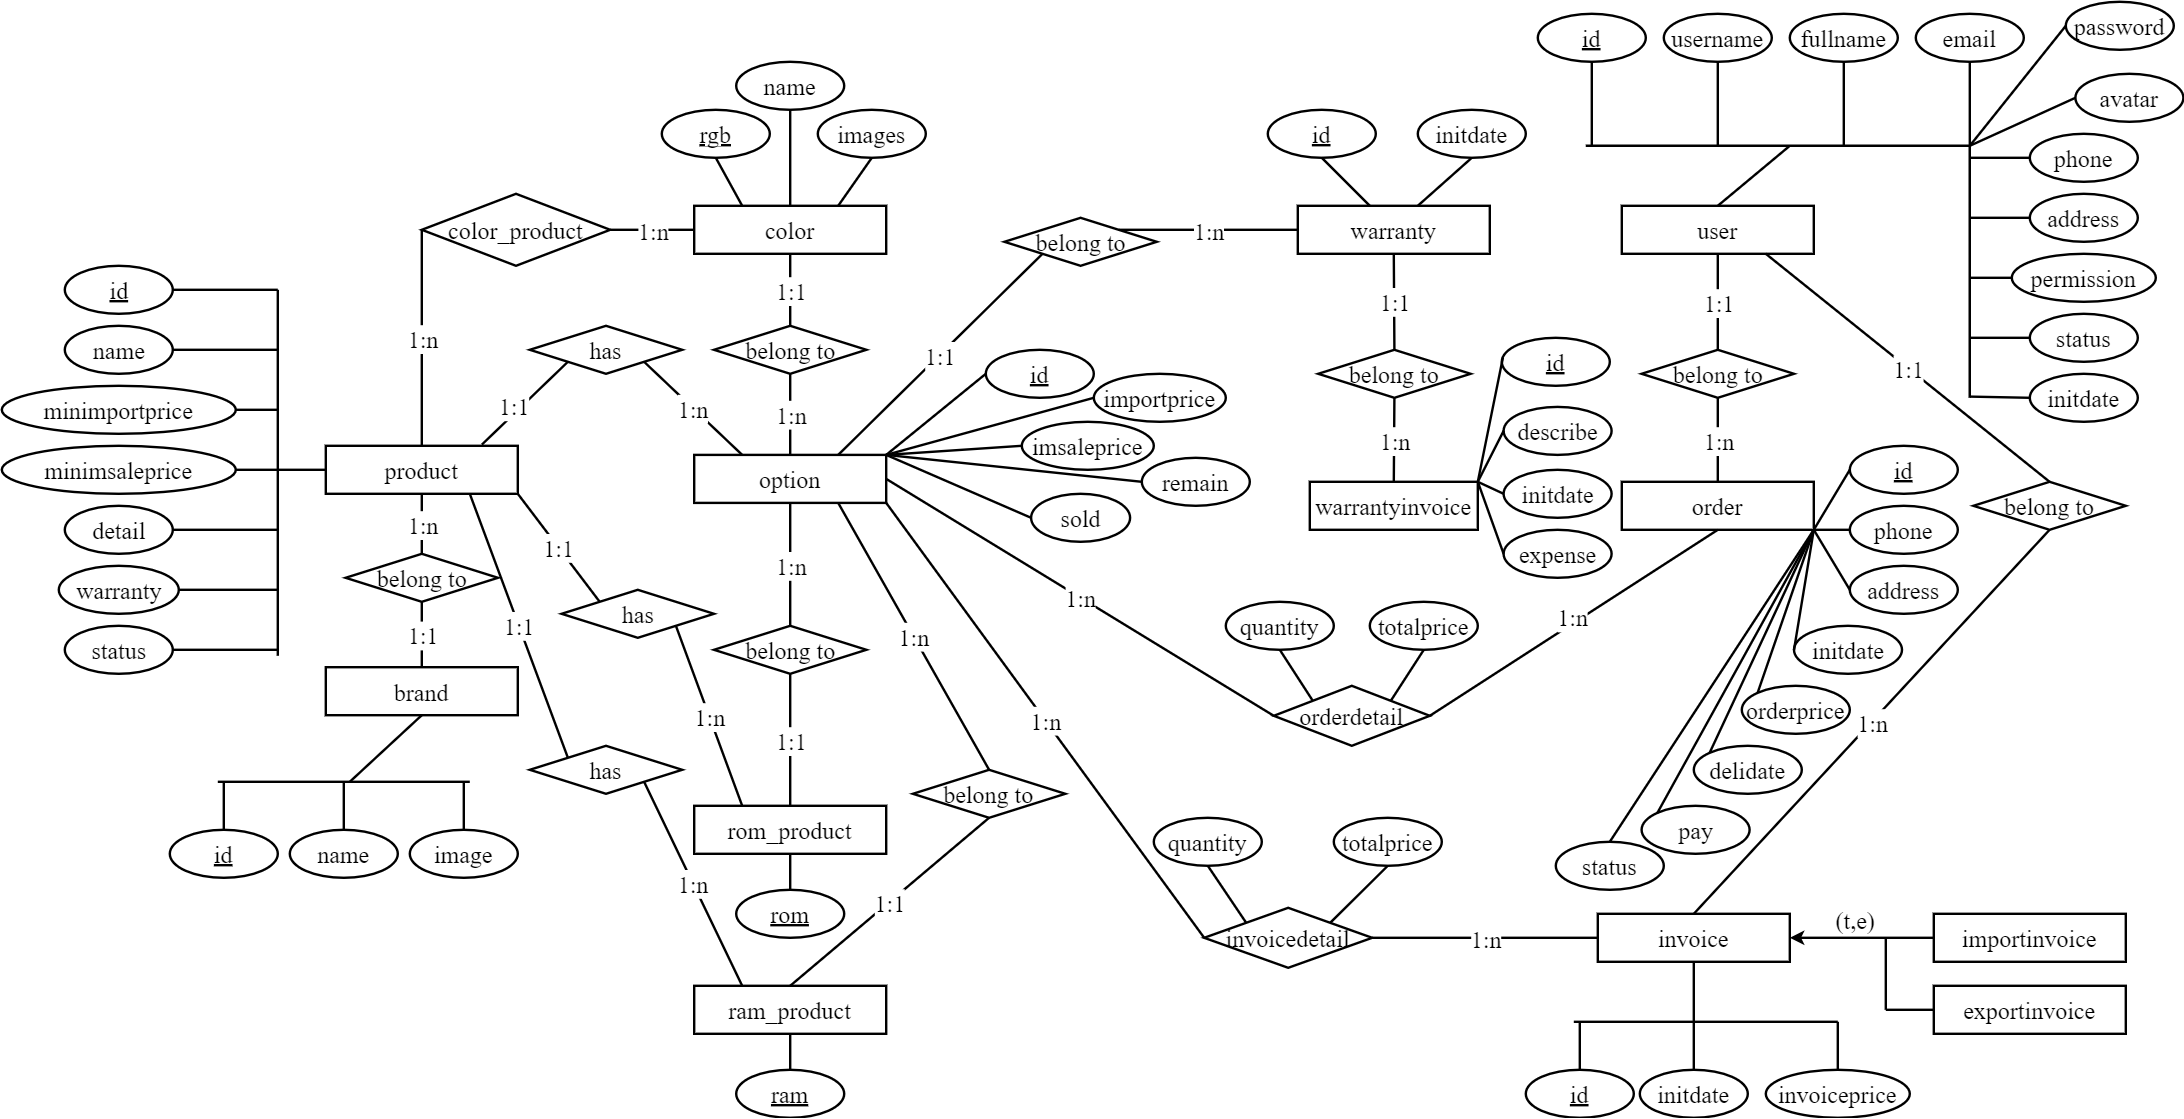 password
id
username
fullname
email
name
avatar
rgb
images
id
initdate
phone
address
color_product
1:n
color
belong to
1:n
warranty
user
permission
id
1:1
1:1
1:1
status
1:n
name
has
belong to
1:1
id
belong to
id
belong to
1:1
initdate
minimportprice
1:1
1:n
1:n
importprice
describe
imsaleprice
1:n
1:n
minimsaleprice
product
option
remain
id
initdate
warrantyinvoice
order
belong to
sold
detail
1:n
1:1
phone
expense
belong to
1:n
warranty
address
1:n
has
1:n
quantity
totalprice
1:n
status
1:1
1:1
1:n
belong to
initdate
brand
1:n
1:n
orderdetail
orderprice
1:n
1:1
has
belong to
delidate
rom_product
quantity
totalprice
pay
id
name
image
status
1:n
1:1
rom
(t,e)
invoicedetail
1:n
invoice
importinvoice
ram_product
exportinvoice
ram
id
initdate
invoiceprice